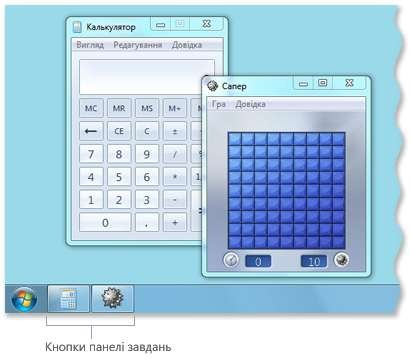 Калькулятор
Вигляд Редагування Довідка
MC MR MS M+
← CE C ±
7 8 9 /
4 5 6 *
1 2 3 -
0 , +
Сапер
Гра Довідка
0 10
Кнопки панелі завдань